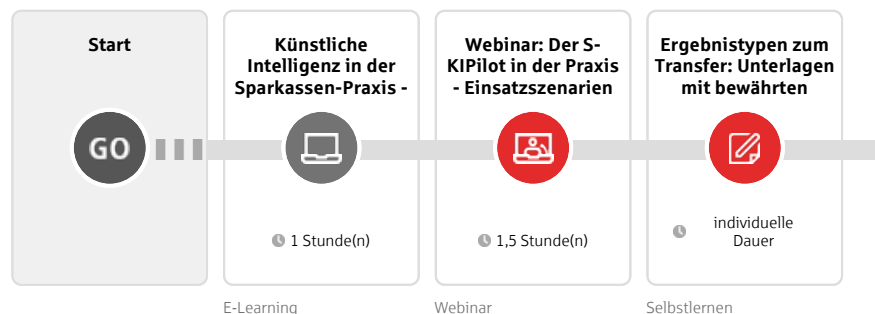 Start
GO
Künstliche
Intelligenz in der
Sparkassen-Praxis -
1 Stunde(n)
E-Learning
Webinar: Der S-
KIPilot in der Praxis
- Einsatzszenarien
1,5 Stunde(n)
Webinar
Ergebnistypen zum
Transfer: Unterlagen
mit bewährten
individuelle
Dauer
Selbstlernen